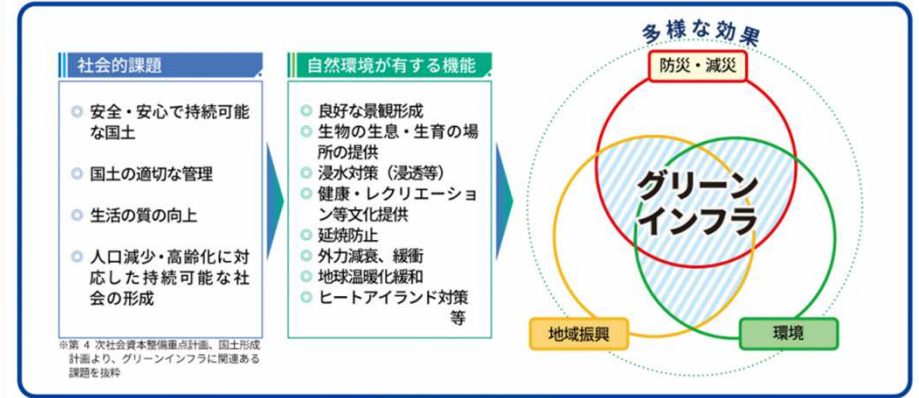 社会的課題
◎ 安全・安心で持続可能
な国土
◎ 国土の適切な管理
◎ 生活の質の向上
◎ 人口減少・高齢化に対
応した持続可能な社
会の形成
※第 4 次社会資本整備重点計画、国土形成
計画より、グリーンインフラに関連ある
課題を抜粋
自然環境が有する機能
◎ 良好な景観形成
◎ 生物の生息・生育の場
所の提供
◎ 浸水対策（浸透等）
◎ 健康・レクリエーショ
ン等文化提供
◎ 延焼防止
◎ 外力減衰、緩衝
◎ 地球温暖化緩和
◎ ヒートアイランド対策
等
多様な効果
防災・減災
グリーン
インフラ
地域振興
環境